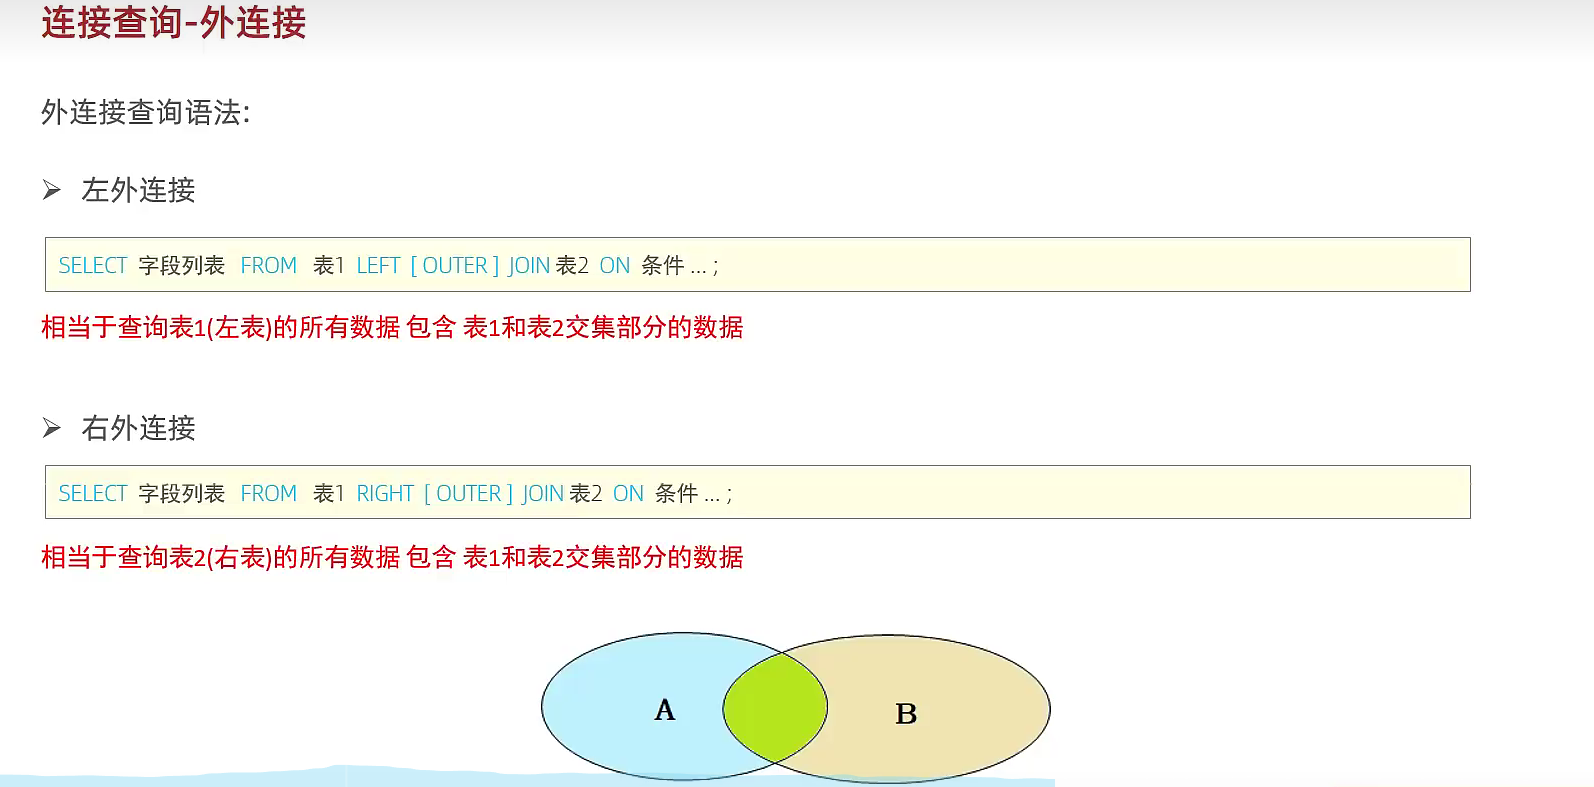 连接查询-外连接
外连接查询语法:
➢ 左外连接
SELECT 字段列表 FROM 表1 LEFT [ OUTER ] JOIN 表2 ON 条件 ... ;
相当于查询表1(左表)的所有数据 包含 表1和表2交集部分的数据
➢ 右外连接
SELECT 字段列表 FROM 表1 RIGHT [ OUTER ] JOIN 表2 ON 条件 ... ;
相当于查询表2(右表)的所有数据 包含 表1和表2交集部分的数据
A B